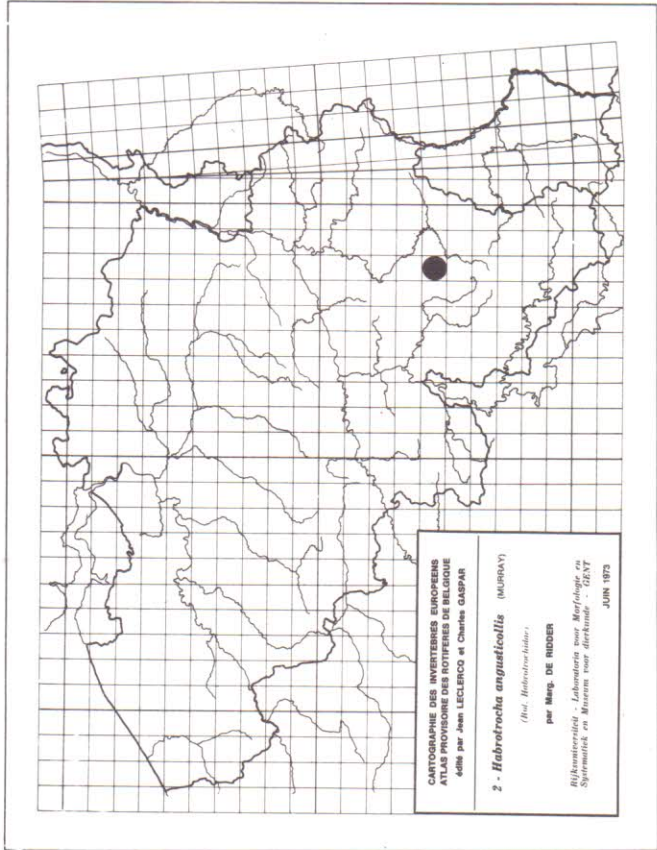 CARTOGRAPHIE DES INVERTEBRES EUROPEENS
ATLAS PROVISOIRE DES ROTIFERES DE BELGIQUE
édité par Jean LECLERCQ et Charles GASPAR
2 - Habrotrocha angusticollis (MURRAY)
(Rot. Habrotrochidae)
par Marg. DE RIDDER
Rijksuniversiteit - Laboratoria voor Morfologie en
Systematiek en Museum voor dierkunde - GENT
JUIN 1973